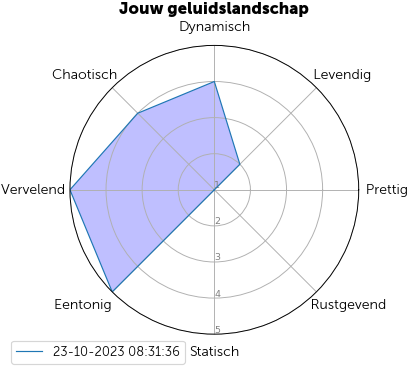 Jouw geluidslandschap
Dynamisch
Chaotisch
Levendig
Vervelend
Prettig
1
2
3
4
5
Eentonig
Rustgevend
Statisch
23-10-2023 08:31:36